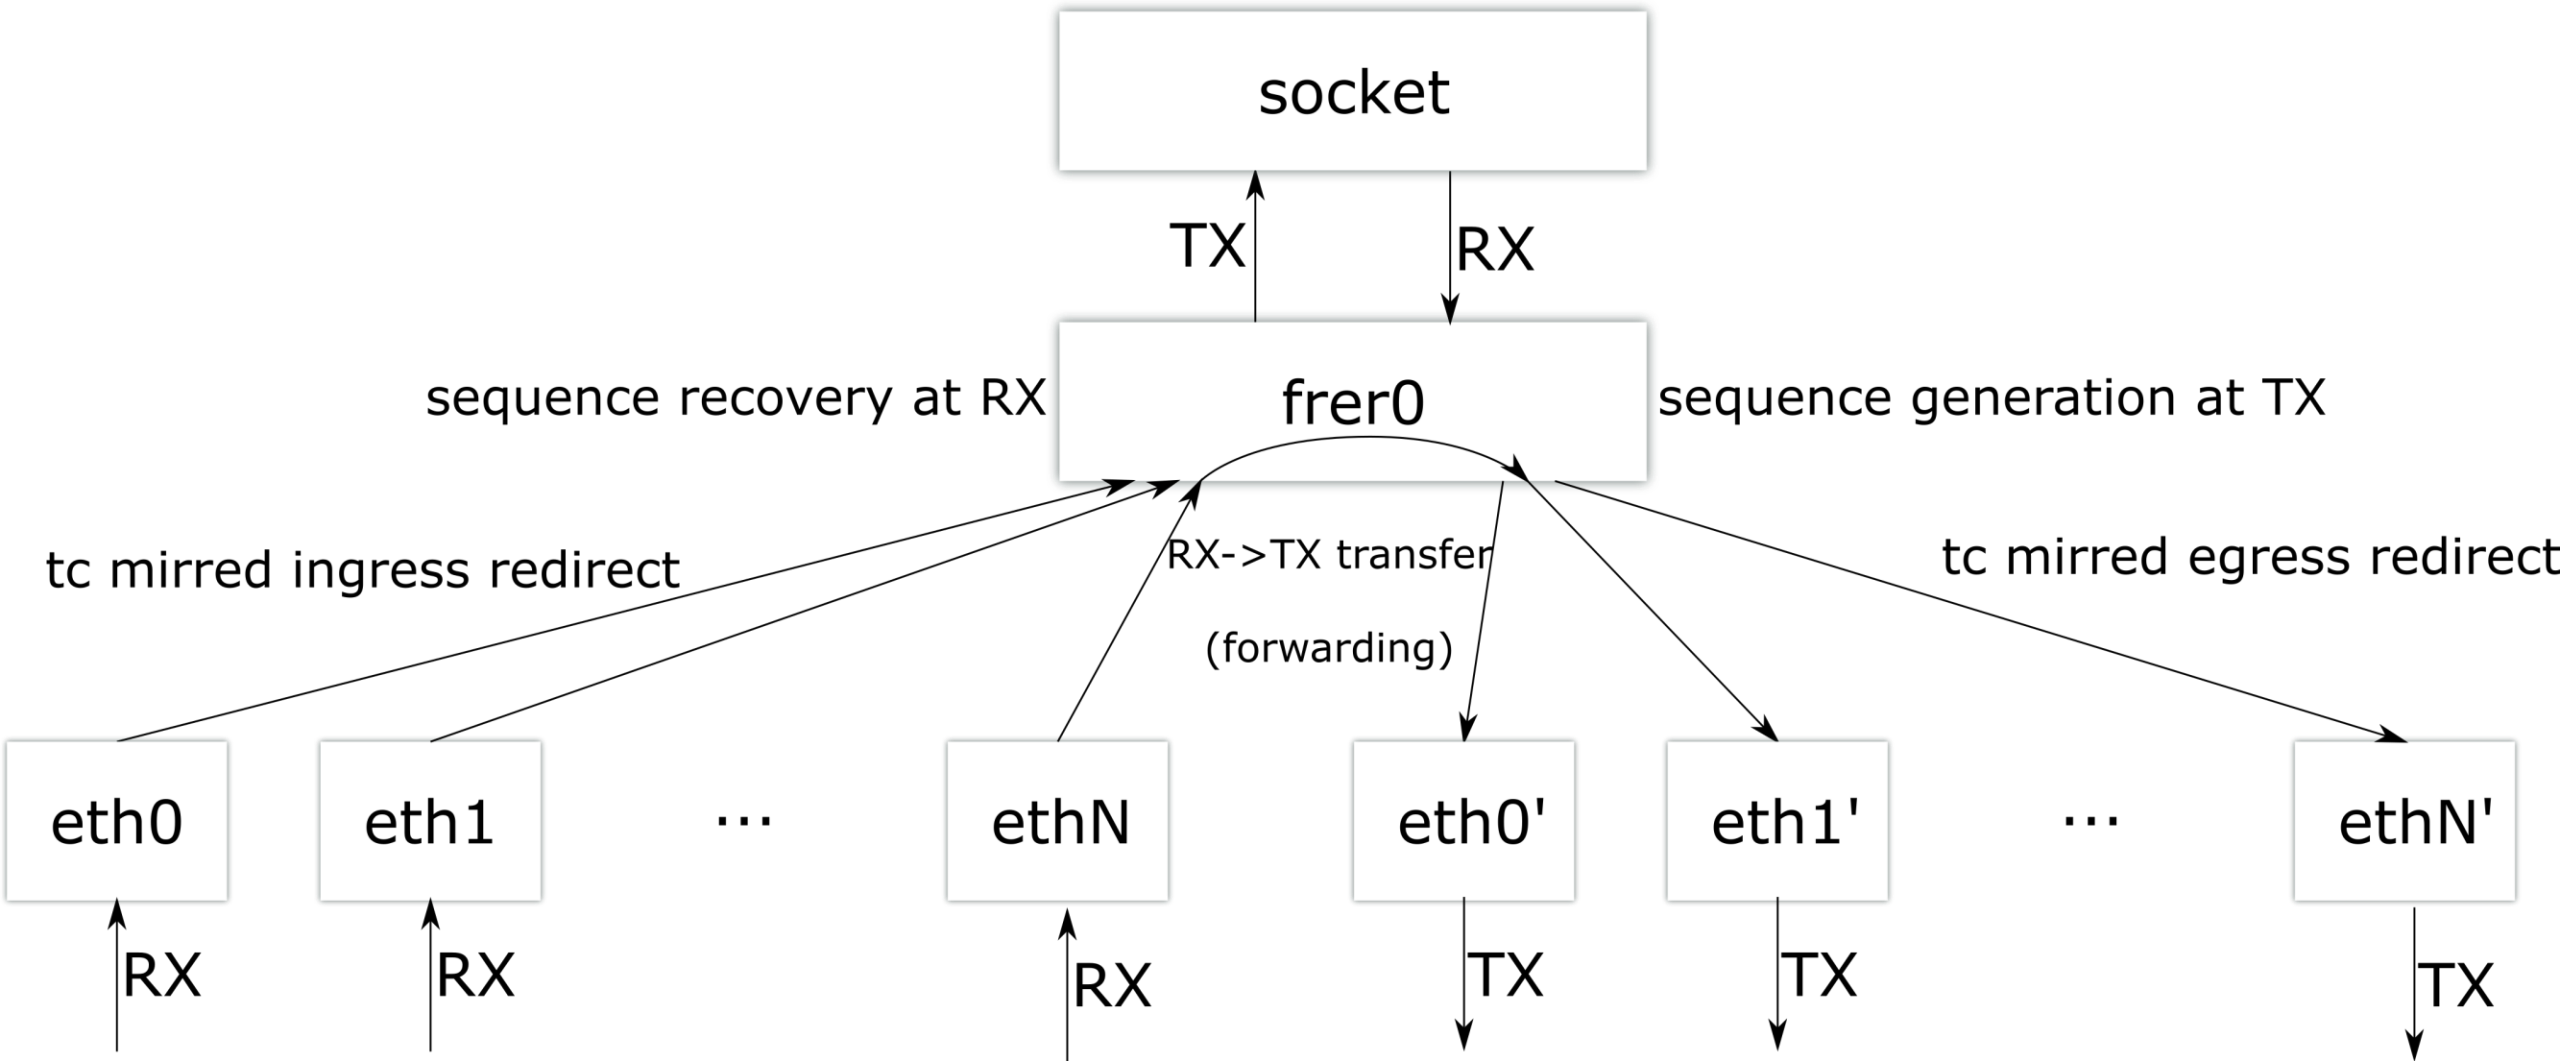 socket
TX
RX
sequence recovery at RX
frer0
sequence generation at TX
tc mirred ingress redirect
RX->TX transfer
(forwarding)
tc mirred egress redirect
eth0
eth1
...
ethN
eth0'
eth1'
...
ethN'
RX
RX
RX
TX
TX
TX